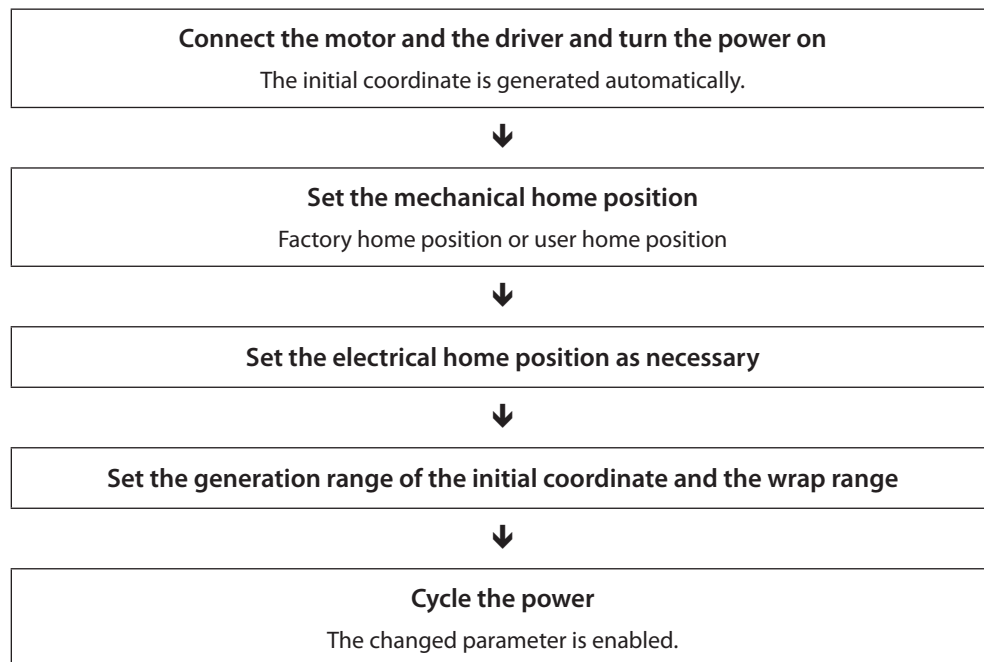 Connect the motor and the driver and turn the power on
The initial coordinate is generated automatically.
Set the mechanical home position
Factory home position or user home position
Set the electrical home position as necessary
Set the generation range of the initial coordinate and the wrap range
Cycle the power
The changed parameter is enabled.